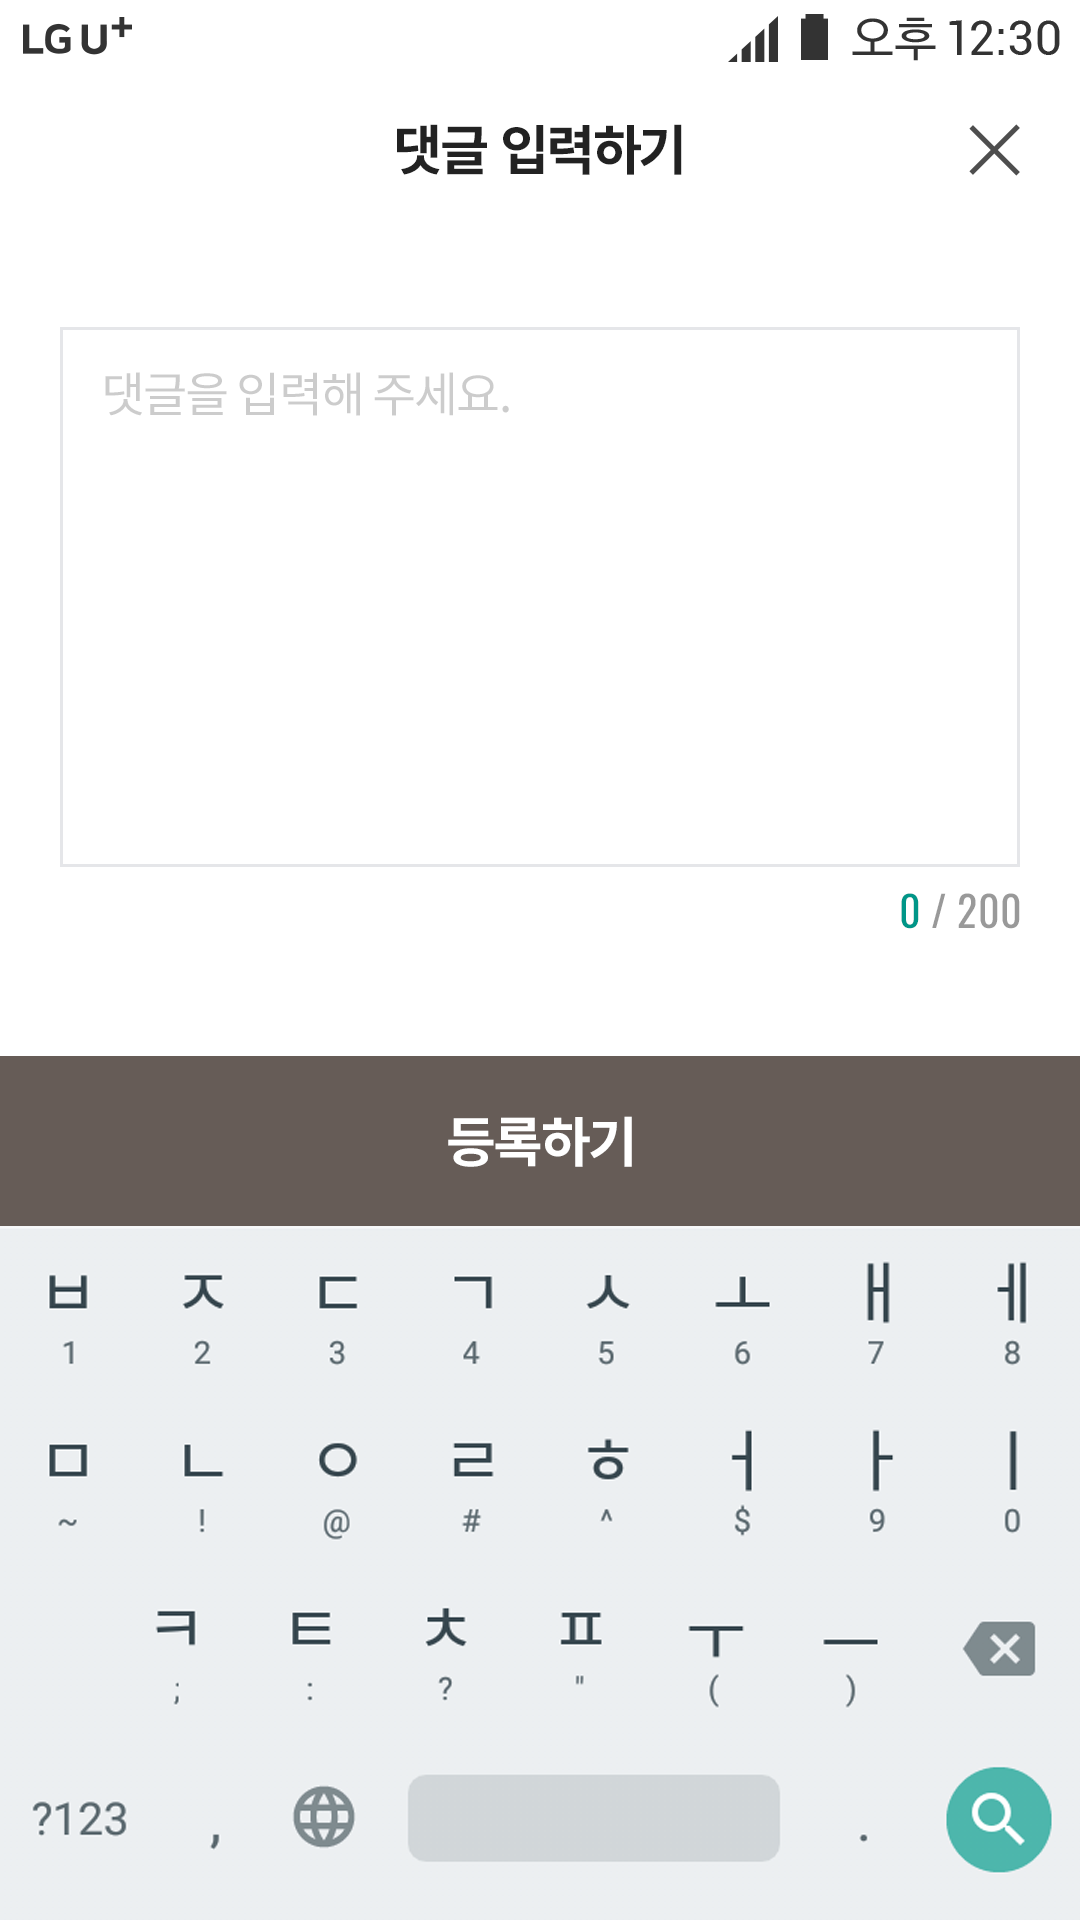 LG U+ 오후 12:30
댓글 입력하기
댓글을 입력해 주세요.
0 / 200
등록하기
ㅂ ㅈ ㄷ ㄱ ㅅ ㅗ ㅐ ㅔ
1 2 3 4 5 6 7 8
ㅁ ㄴ ㅇ ㄹ ㅎ ㅓ ㅏ ㅣ
~ ! @ # ^ $ 9 0
ㅋ ㅌ ㅊ ㅍ ㅜ ㅡ
; : ? " ( )
?123 , .